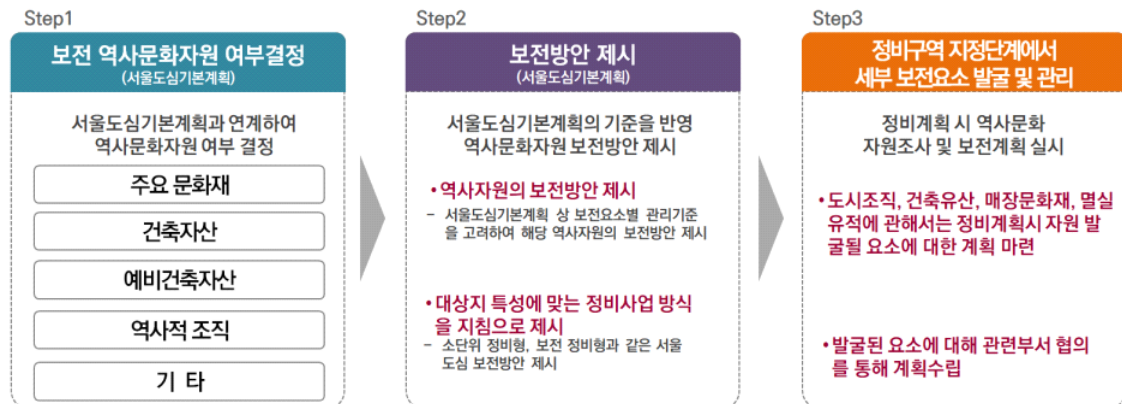 Step1
보전 역사문화자원 여부결정
(서울도심기본계획)
서울도심기본계획과 연계하여
역사문화자원 여부 결정
주요 문화재
건축자산
예비건축자산
역사적 조직
기 타
Step2
보전방안 제시
(서울도심기본계획)
서울도심기본계획의 기준을 반영
역사문화자원 보전방안 제시
•역사자원의 보전방안 제시
– 서울도심기본계획 상 보전요소별 관리기준
을 고려하여 해당 역사자원의 보전방안 제시
•대상지 특성에 맞는 정비사업 방식
을 지침으로 제시
– 소단위 정비형, 보전 정비형과 같은 서울
도심 보전방안 제시
Step3
정비구역 지정단계에서
세부 보전요소 발굴 및 관리
정비계획 시 역사문화
자원조사 및 보전계획 실시
•도시조직, 건축유산, 매장문화재, 멸실
유적에 관해서는 정비계획시 자원 발
굴될 요소에 대한 계획 마련
•발굴된 요소에 대해 관련부서 협의
를 통해 계획수립